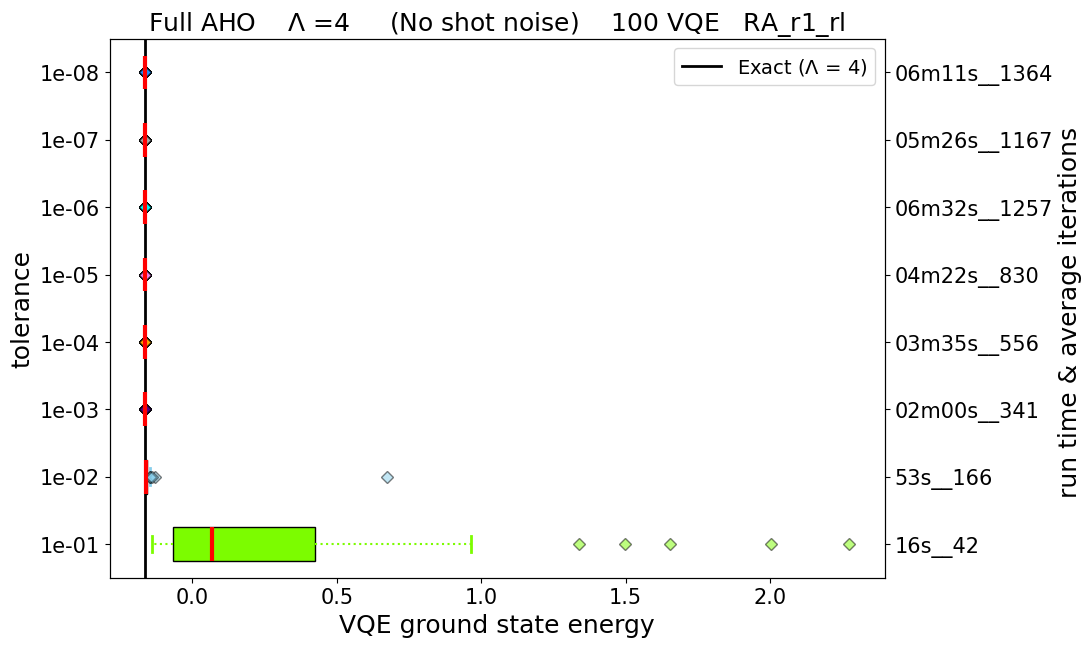 Full AHO Λ =4 (No shot noise) 100 VQE RA_r1_rl
Exact (Λ = 4)
tolerance
1e-08
1e-07
1e-06
1e-05
1e-04
1e-03
1e-02
1e-01
06m11s__1364
05m26s__1167
06m32s__1257
04m22s__830
03m35s__556
02m00s__341
53s__166
16s__42
run time & average iterations
0.0 0.5 1.0 1.5 2.0
VQE ground state energy